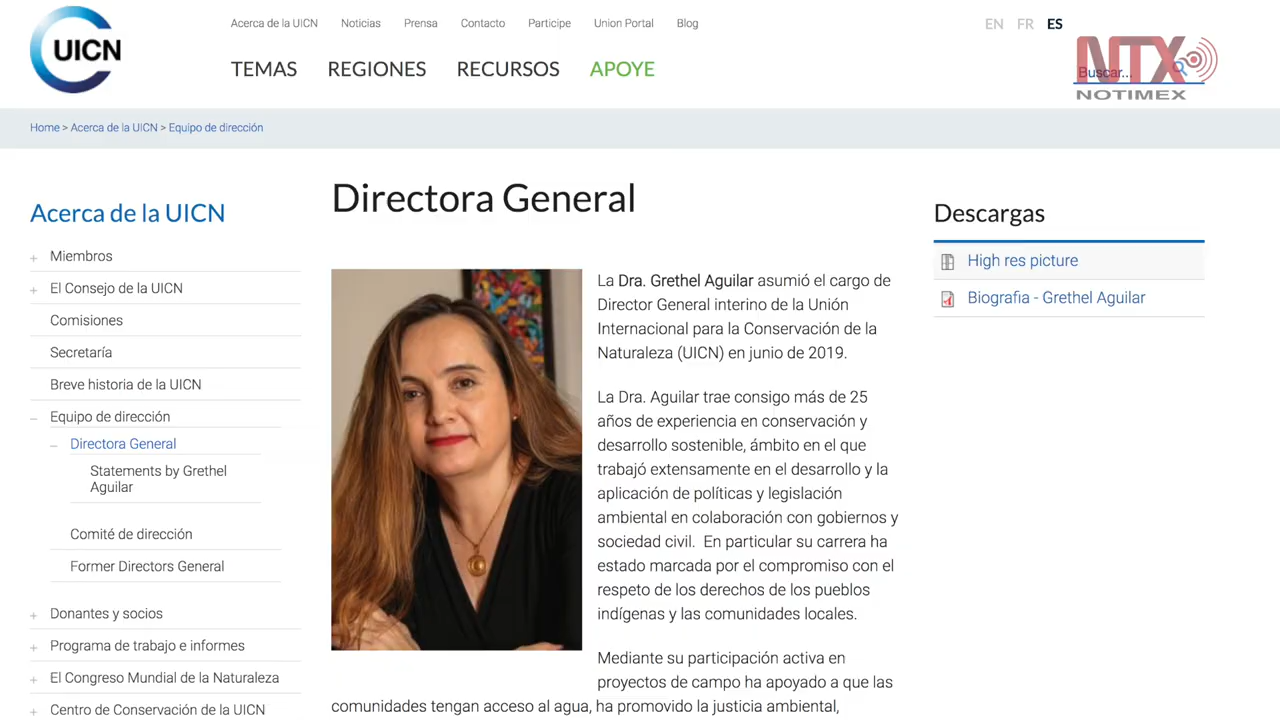 UICN
Acerca de la UICN Noticias Prensa Contacto Participe Union Portal Blog
EN FR ES
TEMAS REGIONES RECURSOS APOYE
Buscar...
NTX
NOTIMEX
Home > Acerca de la UICN > Equipo de dirección
Acerca de la UICN
Miembros
El Consejo de la UICN
Comisiones
Secretaría
Breve historia de la UICN
Equipo de dirección
Directora General
Statements by Grethel
Aguilar
Comité de dirección
Former Directors General
Donantes y socios
Programa de trabajo e informes
El Congreso Mundial de la Naturaleza
Centro de Conservación de la UICN
Directora General
La Dra. Grethel Aguilar asumió el cargo de
Director General interino de la Unión
Internacional para la Conservación de la
Naturaleza (UICN) en junio de 2019.
La Dra. Aguilar trae consigo más de 25
años de experiencia en conservación y
desarrollo sostenible, ámbito en el que
trabajó extensamente en el desarrollo y la
aplicación de políticas y legislación
ambiental en colaboración con gobiernos y
sociedad civil. En particular su carrera ha
estado marcada por el compromiso con el
respeto de los derechos de los pueblos
indígenas y las comunidades locales.
Mediante su participación activa en
proyectos de campo ha apoyado a que las
comunidades tengan acceso al agua, ha promovido la justicia ambiental,
Descargas
High res picture
Biografia - Grethel Aguilar